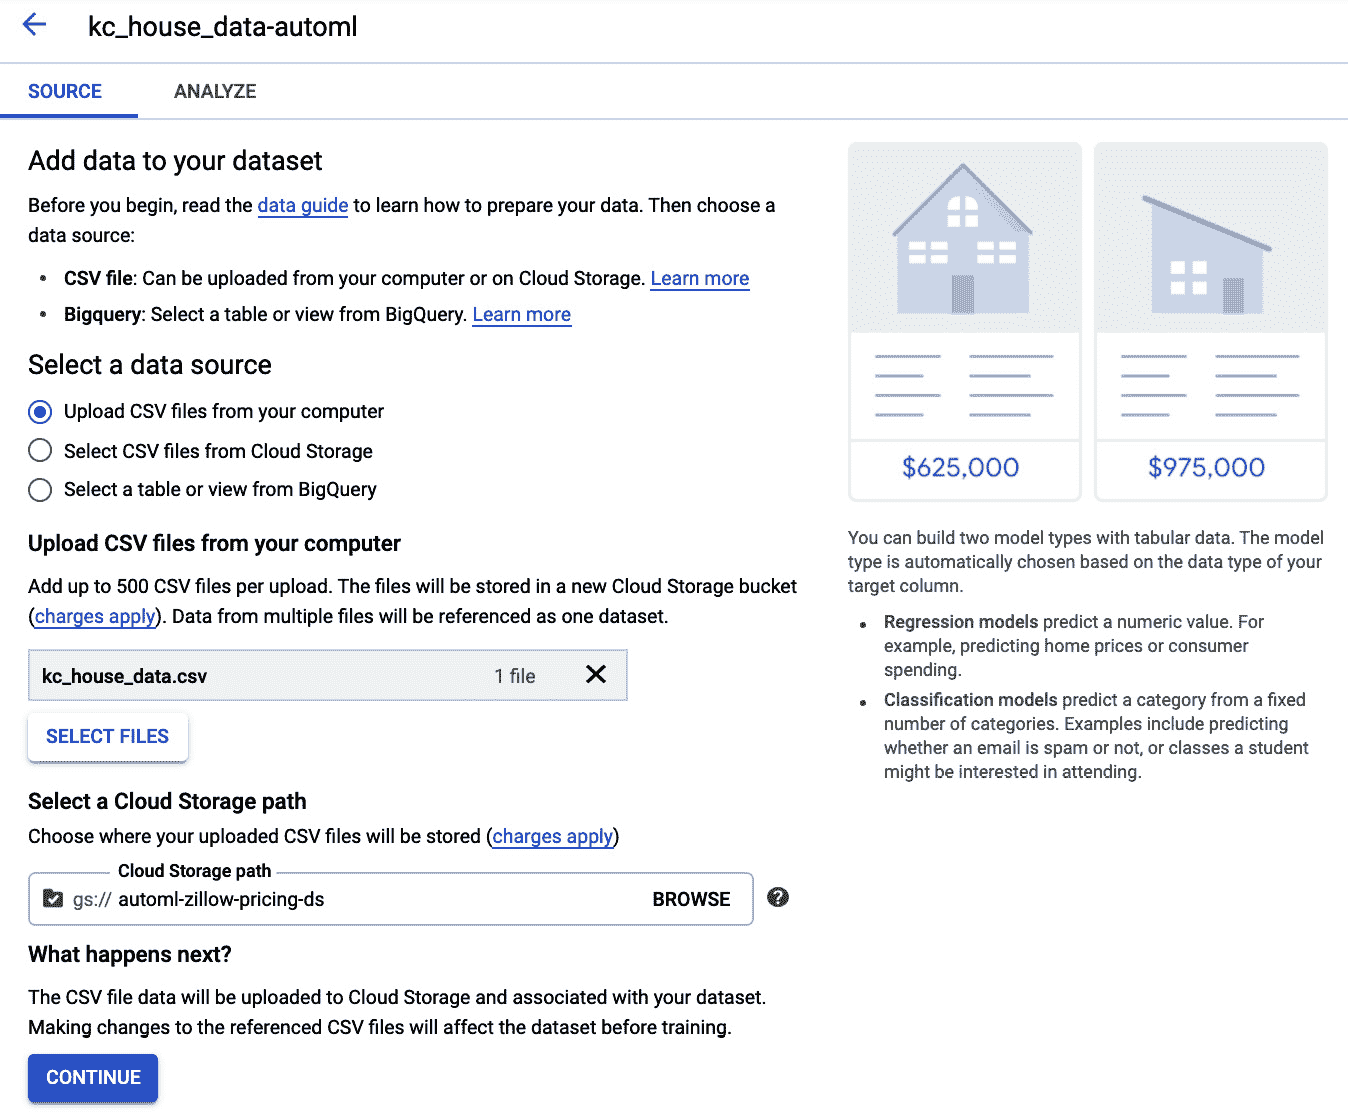 kc_house_data-automl
SOURCE
ANALYZE
Add data to your dataset
Before you begin, read the data guide to learn how to prepare your data. Then choose a
data source:
• CSV file: Can be uploaded from your computer or on Cloud Storage. Learn more
• Bigquery: Select a table or view from BigQuery. Learn more
Select a data source
Upload CSV files from your computer
Select CSV files from Cloud Storage
Select a table or view from BigQuery
Upload CSV files from your computer
Add up to 500 CSV files per upload. The files will be stored in a new Cloud Storage bucket
(charges apply). Data from multiple files will be referenced as one dataset.
kc_house_data.csv 1 file
SELECT FILES
Select a Cloud Storage path
Choose where your uploaded CSV files will be stored (charges apply)
Cloud Storage path
gs:// automl-zillow-pricing-ds BROWSE
What happens next?
The CSV file data will be uploaded to Cloud Storage and associated with your dataset.
Making changes to the referenced CSV files will affect the dataset before training.
CONTINUE
$625,000
$975,000
You can build two model types with tabular data. The model
type is automatically chosen based on the data type of your
target column.
• Regression models predict a numeric value. For
example, predicting home prices or consumer
spending.
• Classification models predict a category from a fixed
number of categories. Examples include predicting
whether an email is spam or not, or classes a student
might be interested in attending.